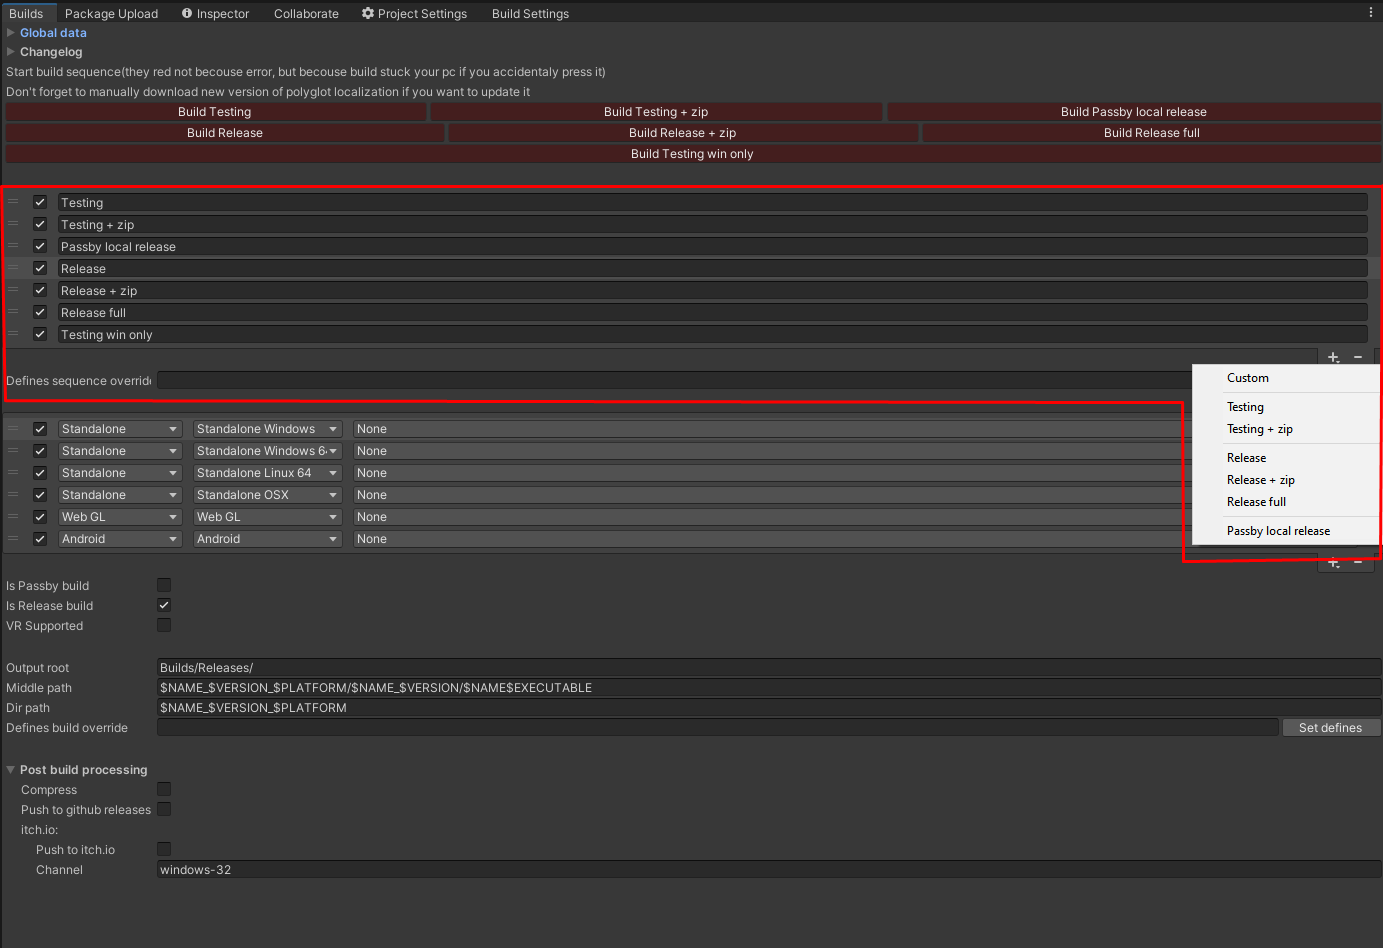 Builds Package Upload Inspector Collaborate Project Settings Build Settings
Global data
Changelog
Start build sequence(they red not becouse error, but becouse build stuck your pc if you accidentaly press it)
Don't forget to manually download new version of polyglot localization if you want to update it
Build Testing Build Testing + zip Build Passby local release
Build Release Build Release + zip Build Release full
Build Testing win only
Testing
Testing + zip
Passby local release
Release
Release + zip
Release full
Testing win only
Defines sequence override
Custom
Testing
Testing + zip
Release
Release + zip
Release full
Passby local release
Standalone Standalone Windows None
Standalone Standalone Windows 6 None
Standalone Standalone Linux 64 None
Standalone Standalone OSX None
Web GL Web GL None
Android Android None
Is Passby build
Is Release build
VR Supported
Output root Builds/Releases/
Middle path $NAME_$VERSION_$PLATFORM/$NAME_$VERSION/$NAME$EXECUTABLE
Dir path $NAME_$VERSION_$PLATFORM
Defines build override Set defines
Post build processing
Compress
Push to github releases
itch.io:
Push to itch.io
Channel windows-32